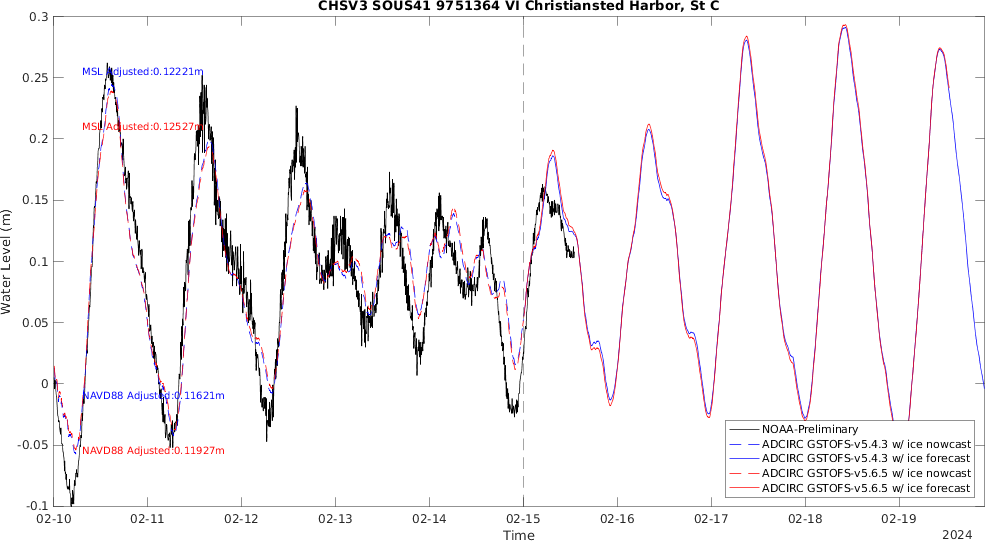 CHSV3 SOUS41 9751364 VI Christiansted Harbor, St C
0.3
0.25
0.2
0.15
0.1
0.05
0
-0.05
-0.1
Water Level (m)
MSL Adjusted:0.12221m
MSL Adjusted:0.12527m
NAVD88 Adjusted:0.11621m
NAVD88 Adjusted:0.11927m
NOAA-Preliminary
ADCIRC GSTOFS-v5.4.3 w/ ice nowcast
ADCIRC GSTOFS-v5.4.3 w/ ice forecast
ADCIRC GSTOFS-v5.6.5 w/ ice nowcast
ADCIRC GSTOFS-v5.6.5 w/ ice forecast
02-10 02-11 02-12 02-13 02-14 02-15 02-16 02-17 02-18 02-19
Time
2024